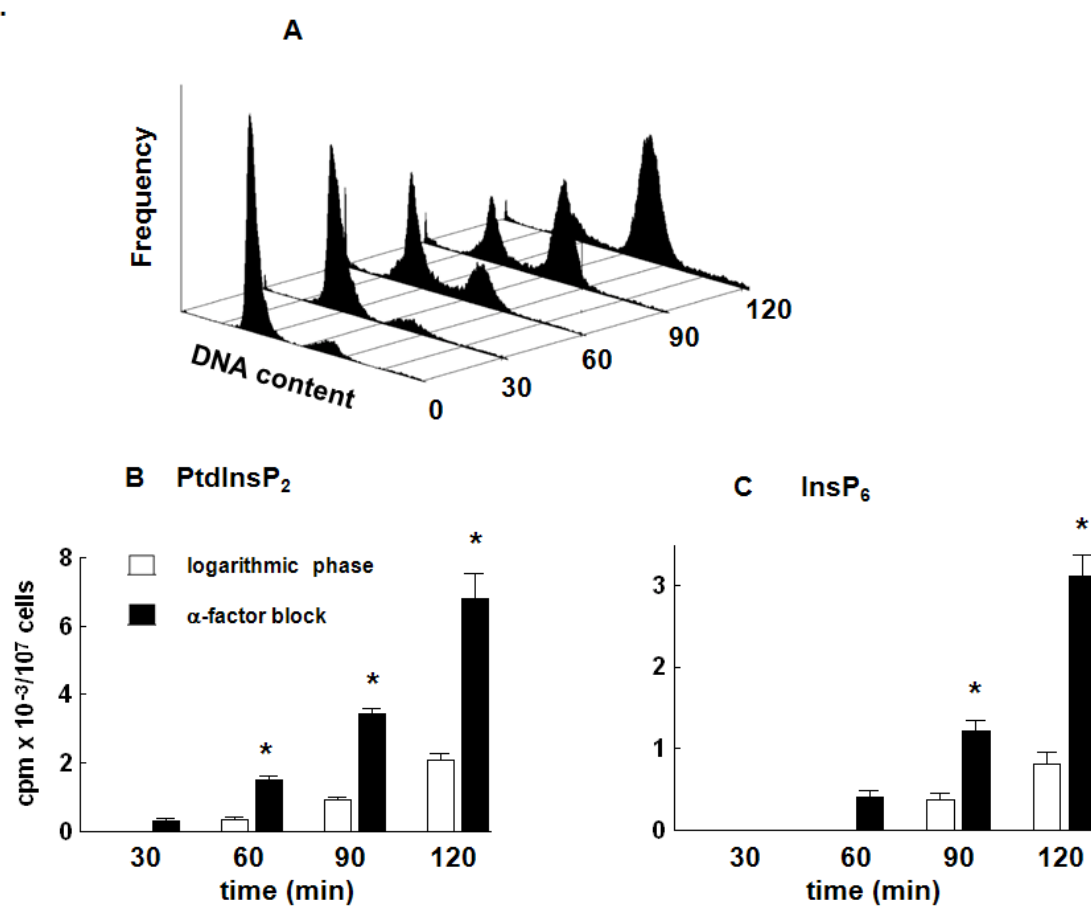 .
A
Frequency
DNA content
0
30
60
90
120
B PtdInsP₂
logarithmic phase
α-factor block
cpm x 10⁻³/10⁷ cells
8
6
4
2
0
*
*
*
30 60 90 120
time (min)
C InsP₆
3
2
1
0
*
*
30 60 90 120
time (min)